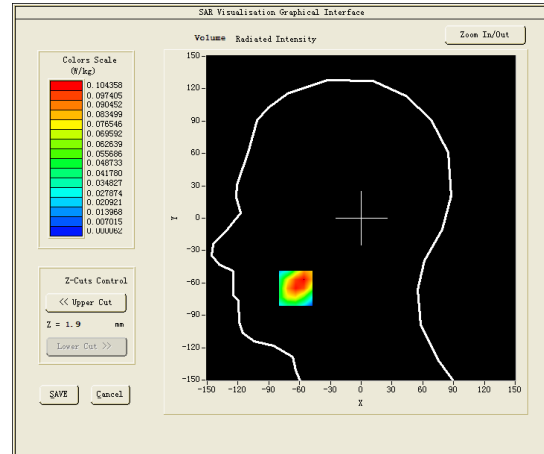 SAR Visualisation Graphical Interface
Volume Radiated Intensity
Zoom In/Out
Colors Scale
(W/kg)
0.104358
0.097405
0.090452
0.083499
0.076546
0.069592
0.062639
0.055686
0.048733
0.041780
0.034827
0.027874
0.020921
0.013968
0.007015
0.000062
Z-Cuts Control
<< Upper Cut
Z = 1.9 mm
Lower Cut >>
SAVE Cancel
150
120
90
60
30
0
-30
-60
-90
-120
-150
Y
-150 -120 -90 -60 -30 0 30 60 90 120 150
X